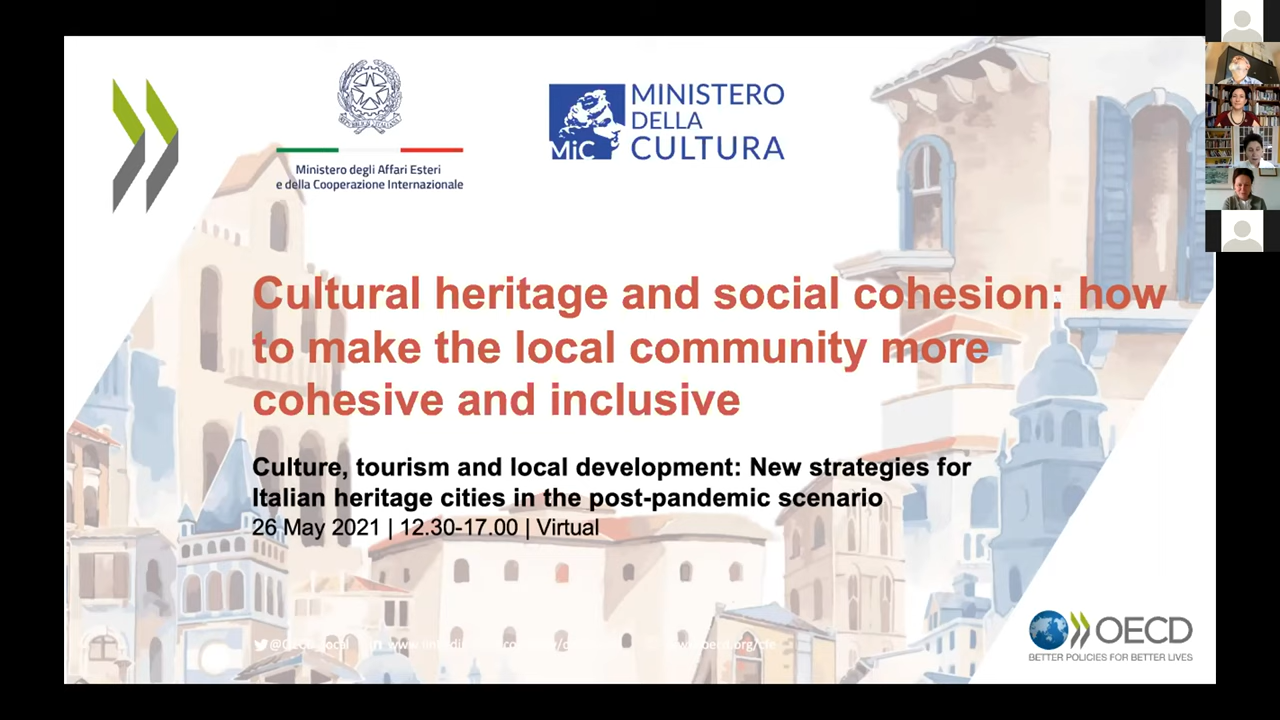 Ministero degli Affari Esteri
e della Cooperazione Internazionale
MiC
MINISTERO
DELLA
CULTURA
Cultural heritage and social cohesion: how
to make the local community more
cohesive and inclusive
Culture, tourism and local development: New strategies for
Italian heritage cities in the post-pandemic scenario
26 May 2021 | 12.30-17.00 | Virtual
@OECD_local
OECD
BETTER POLICIES FOR BETTER LIVES